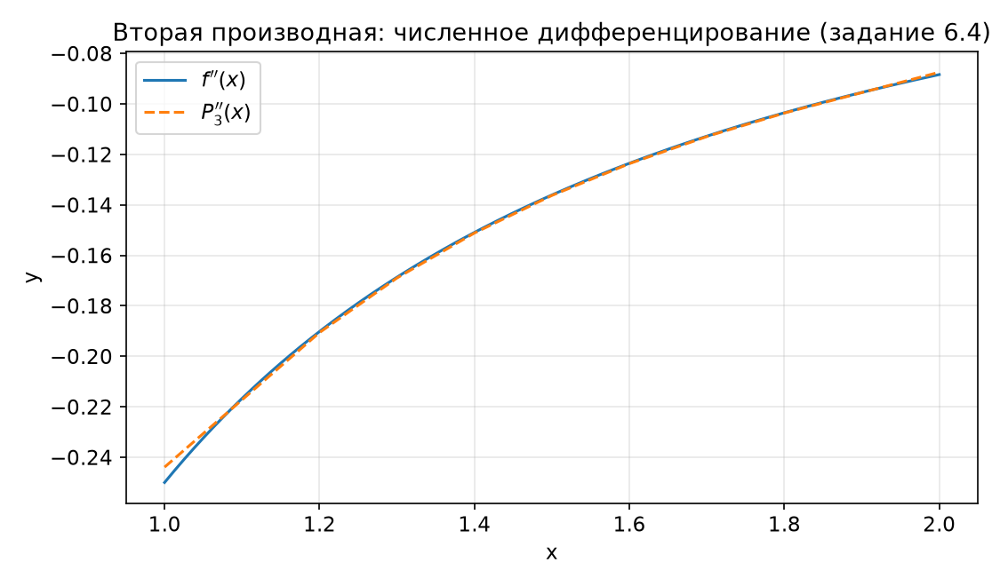 Вторая производная: численное дифференцирование (задание 6.4)
f″(x)
P₃″(x)
−0.08
−0.10
−0.12
−0.14
−0.16
−0.18
−0.20
−0.22
−0.24
y
1.0 1.2 1.4 1.6 1.8 2.0
x